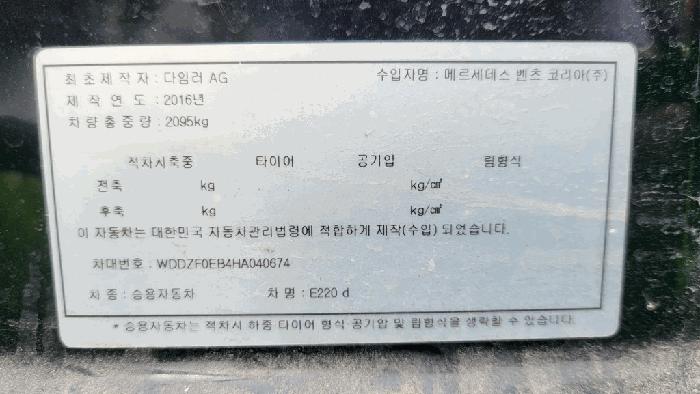 최초제작자 : 다임러 AG 수입자명 : 메르세데스 벤츠 코리아(주)
제 작 연 도 : 2016년
차량총중량 : 2095kg
적차시축중 타이어 공기압 림형식
전축 kg kg/㎠
후축 kg kg/㎠
이 자동차는 대한민국 자동차관리법령에 적합하게 제작(수입) 되었습니다.
차대번호 : WDDZF0EB4HA040674
차 종 : 승용자동차 차 명 : E220 d
* 승용자동차는 적차시 하중 타이어 형식 공기압 및 림형식을 생략할 수 있습니다.